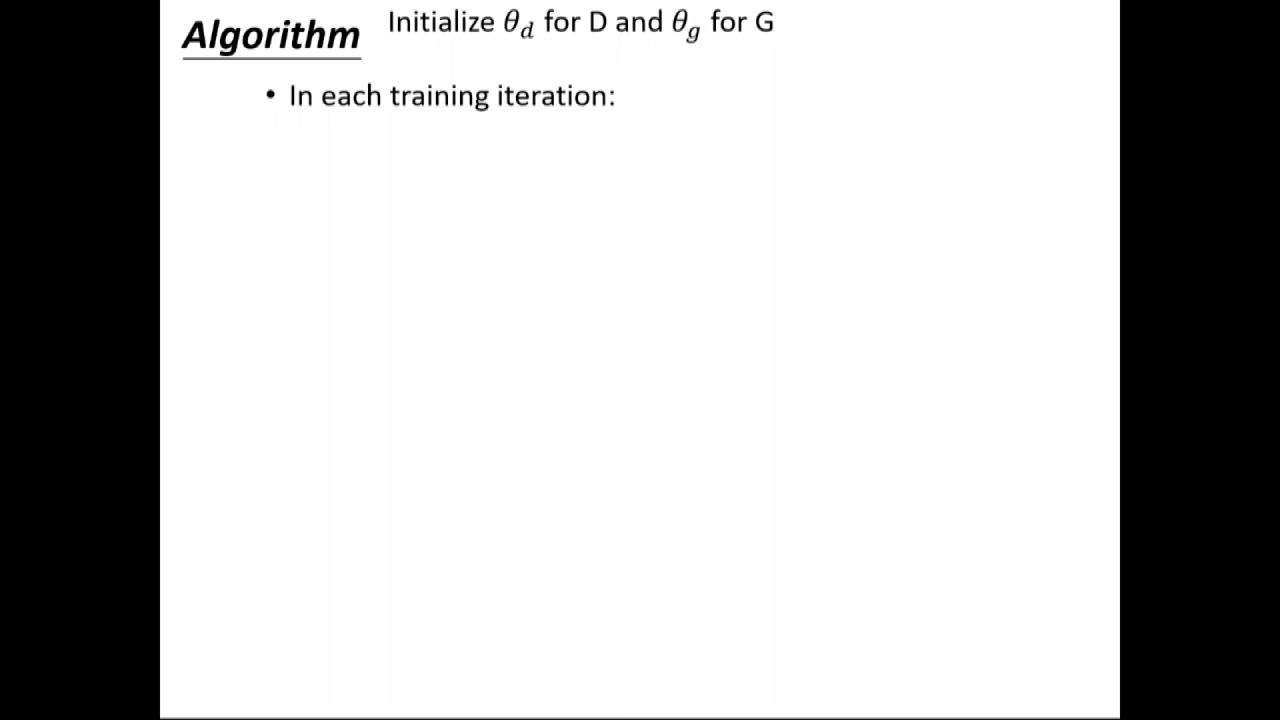 Algorithm
Initialize θ_d for D and θ_g for G
• In each training iteration: